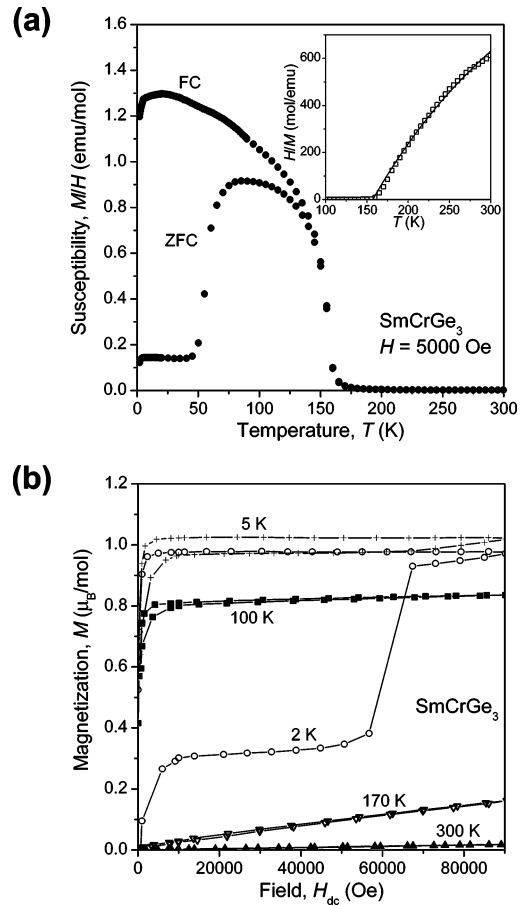 (a)
1.6
1.4
1.2
1.0
0.8
0.6
0.4
0.2
0.0
Susceptibility, M/H (emu/mol)
FC
ZFC
600
400
200
0
H/M (mol/emu)
100 150 200 250 300
T (K)
SmCrGe₃
H = 5000 Oe
0 50 100 150 200 250 300
Temperature, T (K)
(b)
1.2
1.0
0.8
0.6
0.4
0.2
0.0
Magnetization, M (μB/mol)
5 K
100 K
SmCrGe₃
2 K
170 K
300 K
0 20000 40000 60000 80000
Field, Hdc (Oe)